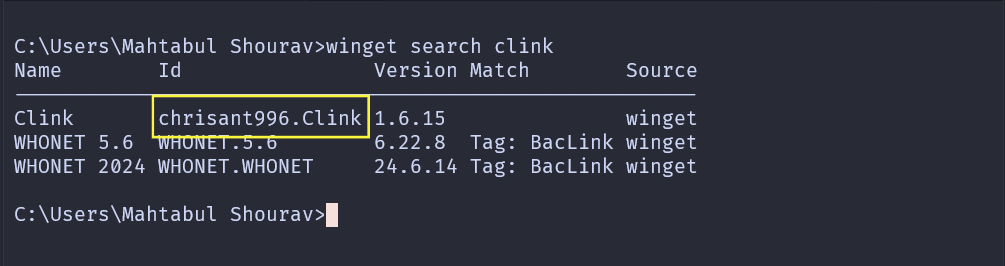 C:\Users\Mahtabul Shourav>winget search clink
Name Id Version Match Source
Clink chrisant996.Clink 1.6.15 winget
WHONET 5.6 WHONET.5.6 6.22.8 Tag: BacLink winget
WHONET 2024 WHONET.WHONET 24.6.14 Tag: BacLink winget
C:\Users\Mahtabul Shourav>